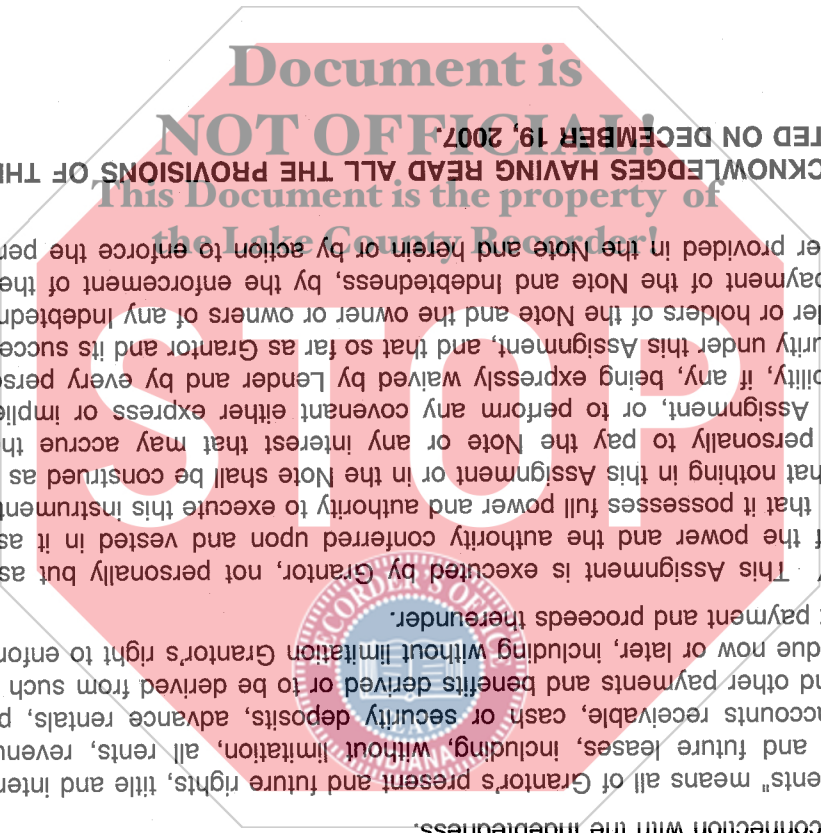 Document is
NOT OFFICIAL!
This Document is the property of
the Lake County Recorder!
STOP
RECORDER'S OFFICE
SEAL
INDIANA
connection with the Indebtedness.
ents" means all of Grantor's present and future rights, title and inter
and future leases, including, without limitation, all rents, revenu
accounts receivable, cash or security deposits, advance rentals, p
nd other payments and benefits derived or to be derived from such
due now or later, including without limitation Grantor's right to enfor
payment and proceeds thereunder.
This Assignment is executed by Grantor, not personally but as
f the power and the authority conferred upon and vested in it as
that it possesses full power and authority to execute this instrument
hat nothing in this Assignment or in the Note shall be construed as
personally to pay the Note or any interest that may accrue th
Assignment, or to perform any covenant either express or implie
bility, if any, being expressly waived by Lender and by every perso
urity under this Assignment, and that so far as Grantor and its succe
der or holders of the Note and the owner or owners of any Indebtedn
payment of the Note and Indebtedness, by the enforcement of the
er provided in the Note and herein or by action to enforce the per
CKNOWLEDGES HAVING READ ALL THE PROVISIONS OF THI
TED ON DECEMBER 19, 2007.